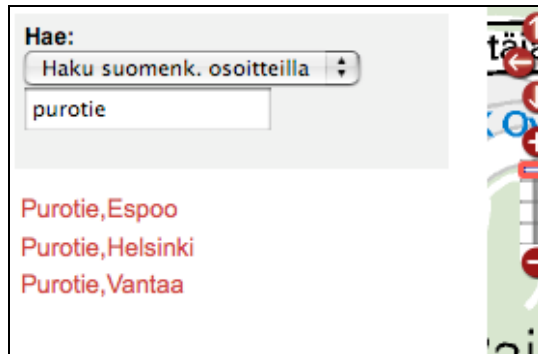 Hae:
Haku suomenk. osoitteilla
purotie
Purotie,Espoo
Purotie,Helsinki
Purotie,Vantaa